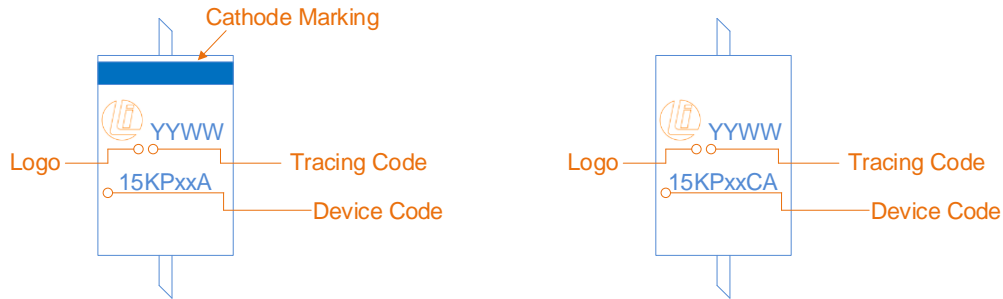 Cathode Marking
YYWW
Logo
Tracing Code
15KPxxA
Device Code
YYWW
Logo
Tracing Code
15KPxxCA
Device Code